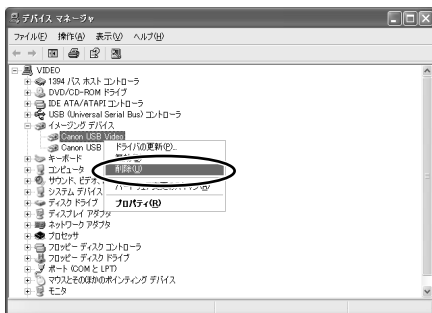 デバイス マネージャ
ファイル(F) 操作(A) 表示(V) ヘルプ(H)
VIDEO
1394 バス ホスト コントローラ
DVD/CD-ROM ドライブ
IDE ATA/ATAPI コントローラ
USB (Universal Serial Bus) コントローラ
イメージング デバイス
Canon USB Video
Canon USB
ドライバの更新(P)...
キーボード
コンピュータ
削除(U)
サウンド、ビデオ、
システム デバイス
ディスク ドライブ
プロパティ(R)
ディスプレイ アダプタ
ネットワーク アダプタ
プロセッサ
フロッピー ディスク コントローラ
フロッピー ディスク ドライブ
ポート (COM と LPT)
マウスとそのほかのポインティング デバイス
モニタ